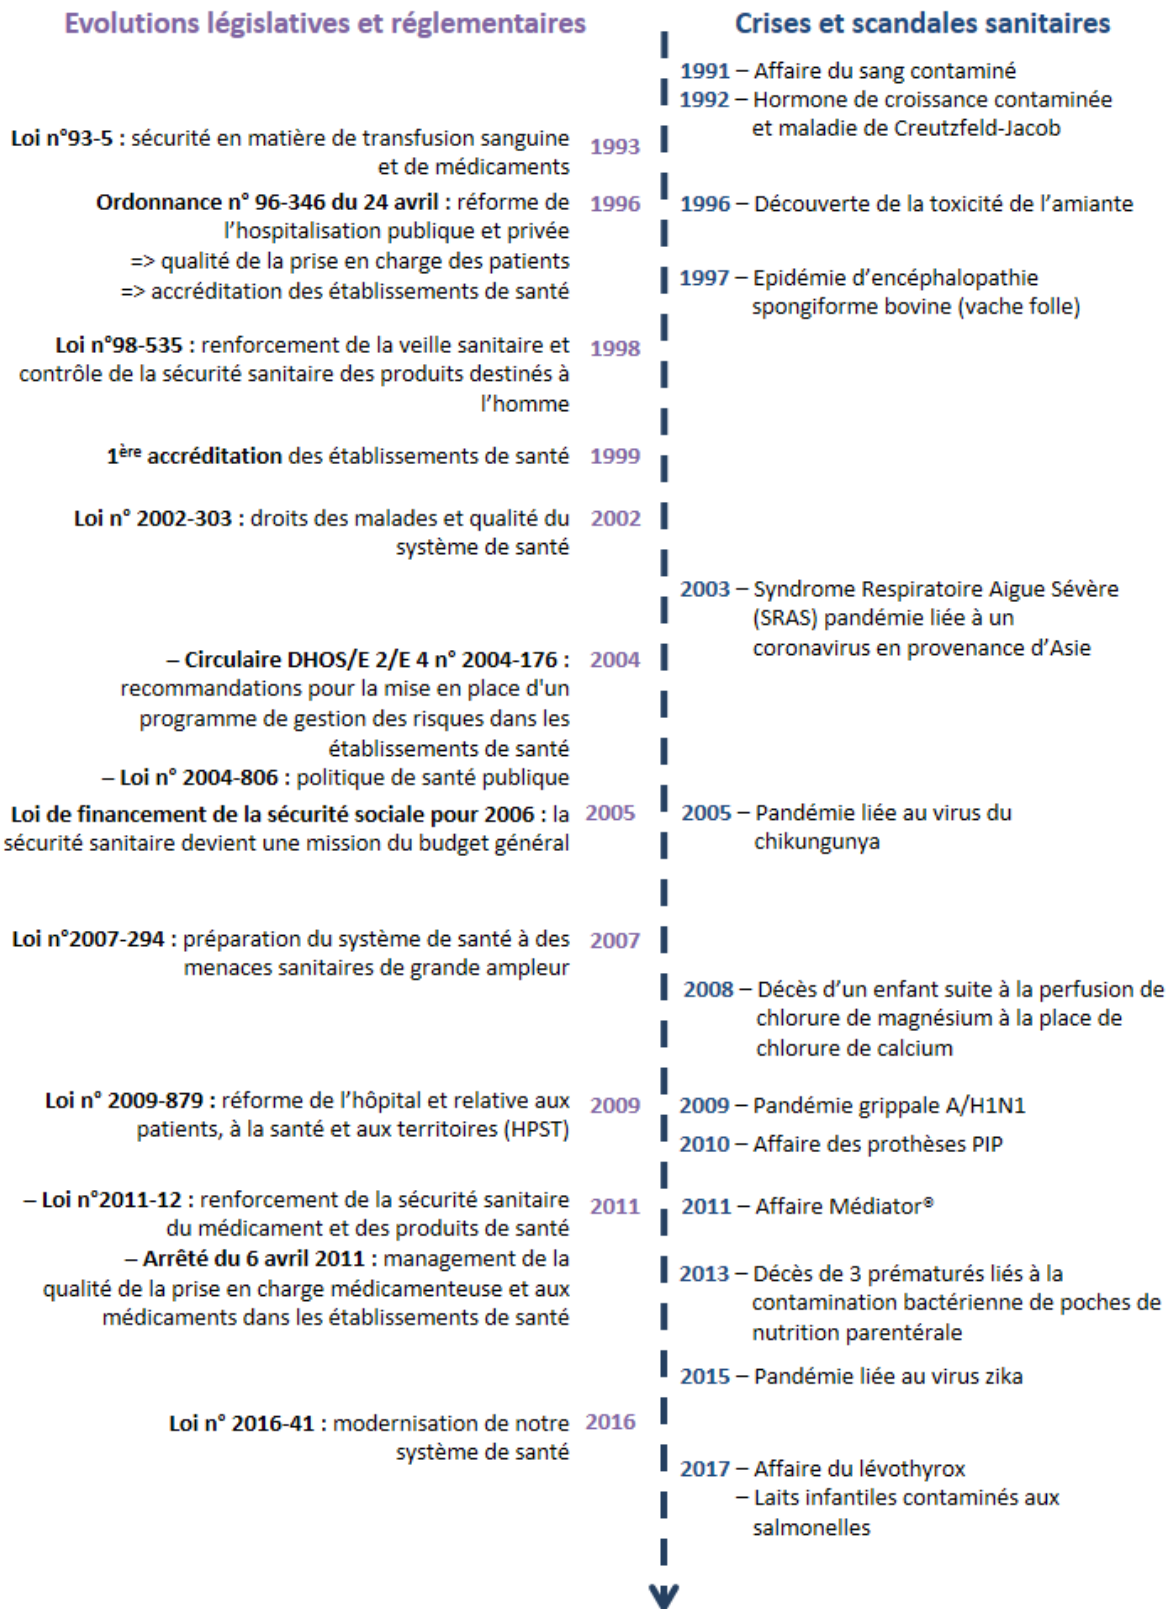 Evolutions législatives et réglementaires
Loi n°93-5 : sécurité en matière de transfusion sanguine
et de médicaments
1993
Ordonnance n° 96-346 du 24 avril : réforme de
l'hospitalisation publique et privée
=> qualité de la prise en charge des patients
=> accréditation des établissements de santé
1996
Loi n°98-535 : renforcement de la veille sanitaire et
contrôle de la sécurité sanitaire des produits destinés à
l'homme
1998
1ère accréditation des établissements de santé
1999
Loi n° 2002-303 : droits des malades et qualité du
système de santé
2002
– Circulaire DHOS/E 2/E 4 n° 2004-176 :
recommandations pour la mise en place d'un
programme de gestion des risques dans les
établissements de santé
– Loi n° 2004-806 : politique de santé publique
2004
Loi de financement de la sécurité sociale pour 2006 : la
sécurité sanitaire devient une mission du budget général
2005
Loi n°2007-294 : préparation du système de santé à des
menaces sanitaires de grande ampleur
2007
Loi n° 2009-879 : réforme de l'hôpital et relative aux
patients, à la santé et aux territoires (HPST)
2009
– Loi n°2011-12 : renforcement de la sécurité sanitaire
du médicament et des produits de santé
– Arrêté du 6 avril 2011 : management de la
qualité de la prise en charge médicamenteuse et aux
médicaments dans les établissements de santé
2011
Loi n° 2016-41 : modernisation de notre
système de santé
2016
Crises et scandales sanitaires
1991 – Affaire du sang contaminé
1992 – Hormone de croissance contaminée
et maladie de Creutzfeld-Jacob
1996 – Découverte de la toxicité de l'amiante
1997 – Epidémie d'encéphalopathie
spongiforme bovine (vache folle)
2003 – Syndrome Respiratoire Aigue Sévère
(SRAS) pandémie liée à un
coronavirus en provenance d'Asie
2005 – Pandémie liée au virus du
chikungunya
2008 – Décès d'un enfant suite à la perfusion de
chlorure de magnésium à la place de
chlorure de calcium
2009 – Pandémie grippale A/H1N1
2010 – Affaire des prothèses PIP
2011 – Affaire Médiator®
2013 – Décès de 3 prématurés liés à la
contamination bactérienne de poches de
nutrition parentérale
2015 – Pandémie liée au virus zika
2017 – Affaire du lévothyrox
– Laits infantiles contaminés aux
salmonelles